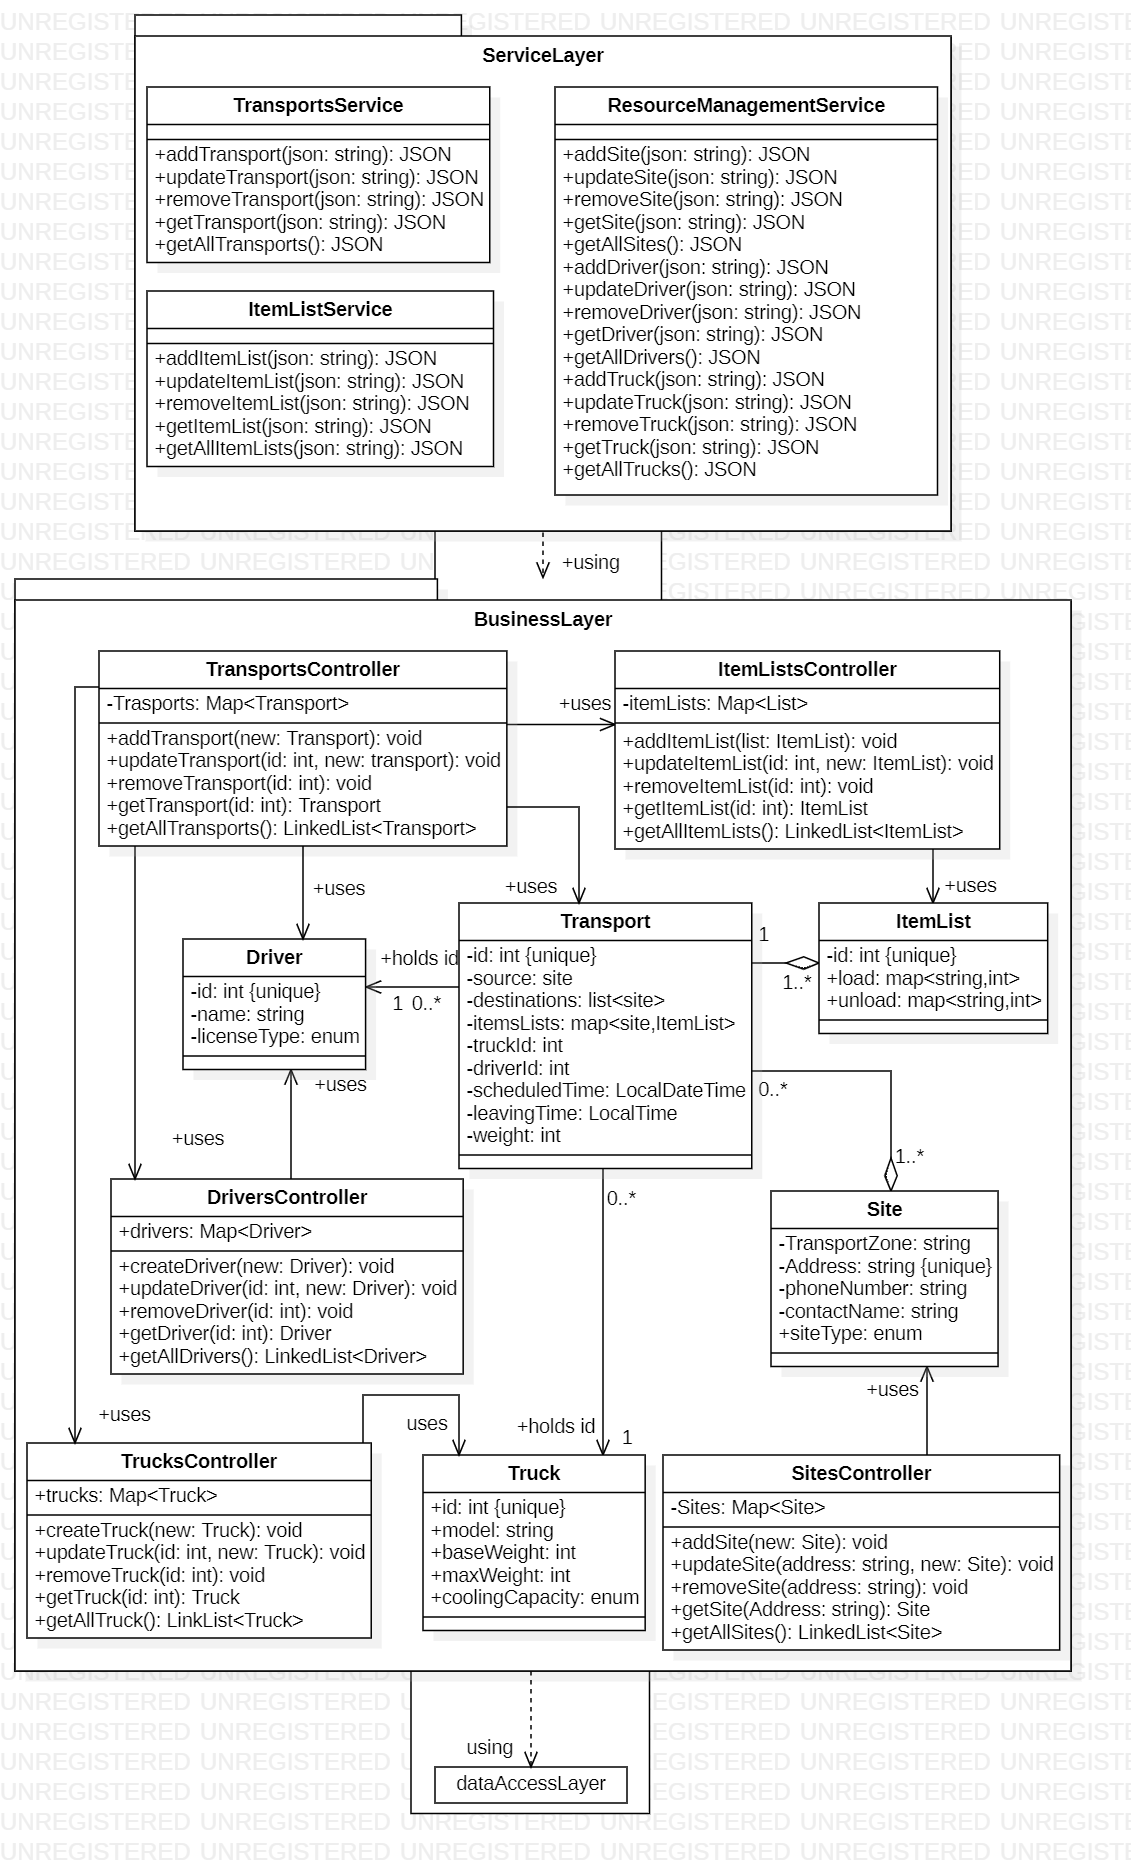 ServiceLayer
TransportsService
+addTransport(json: string): JSON
+updateTransport(json: string): JSON
+removeTransport(json: string): JSON
+getTransport(json: string): JSON
+getAllTransports(): JSON
ResourceManagementService
+addSite(json: string): JSON
+updateSite(json: string): JSON
+removeSite(json: string): JSON
+getSite(json: string): JSON
+getAllSites(): JSON
+addDriver(json: string): JSON
+updateDriver(json: string): JSON
+removeDriver(json: string): JSON
+getDriver(json: string): JSON
+getAllDrivers(): JSON
+addTruck(json: string): JSON
+updateTruck(json: string): JSON
+removeTruck(json: string): JSON
+getTruck(json: string): JSON
+getAllTrucks(): JSON
ItemListService
+addItemList(json: string): JSON
+updateItemList(json: string): JSON
+removeItemList(json: string): JSON
+getItemList(json: string): JSON
+getAllItemLists(json: string): JSON
+using
BusinessLayer
TransportsController
-Trasports: Map<Transport>
+addTransport(new: Transport): void
+updateTransport(id: int, new: transport): void
+removeTransport(id: int): void
+getTransport(id: int): Transport
+getAllTransports(): LinkedList<Transport>
+uses
ItemListsController
-itemLists: Map<List>
+addItemList(list: ItemList): void
+updateItemList(id: int, new: ItemList): void
+removeItemList(id: int): void
+getItemList(id: int): ItemList
+getAllItemLists(): LinkedList<ItemList>
+uses
+uses
+uses
Driver
-id: int {unique}
-name: string
-licenseType: enum
+holds id
1 0..*
Transport
-id: int {unique}
-source: site
-destinations: list<site>
-itemsLists: map<site,ItemList>
-truckId: int
-driverId: int
-scheduledTime: LocalDateTime
-leavingTime: LocalTime
-weight: int
1
1..*
ItemList
-id: int {unique}
+load: map<string,int>
+unload: map<string,int>
+uses
0..*
+uses
1..*
0..*
DriversController
+drivers: Map<Driver>
+createDriver(new: Driver): void
+updateDriver(id: int, new: Driver): void
+removeDriver(id: int): void
+getDriver(id: int): Driver
+getAllDrivers(): LinkedList<Driver>
Site
-TransportZone: string
-Address: string {unique}
-phoneNumber: string
-contactName: string
+siteType: enum
+uses
+uses
uses
+holds id
1
TrucksController
+trucks: Map<Truck>
+createTruck(new: Truck): void
+updateTruck(id: int, new: Truck): void
+removeTruck(id: int): void
+getTruck(id: int): Truck
+getAllTruck(): LinkList<Truck>
Truck
+id: int {unique}
+model: string
+baseWeight: int
+maxWeight: int
+coolingCapacity: enum
SitesController
-Sites: Map<Site>
+addSite(new: Site): void
+updateSite(address: string, new: Site): void
+removeSite(address: string): void
+getSite(Address: string): Site
+getAllSites(): LinkedList<Site>
using
dataAccessLayer